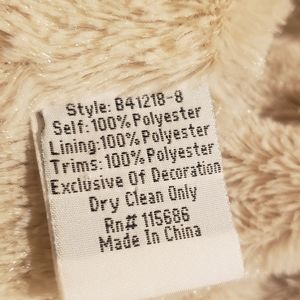 Style: B41218-8
Self:100% Polyester
Lining:100% Polyester
Trims:100% Polyester
Exclusive Of Decoration
Dry Clean Only
Rn# 115686
Made In China